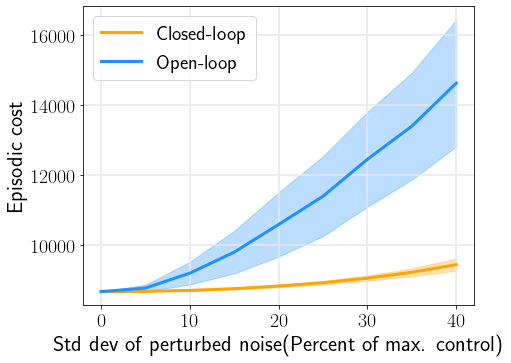 Closed-loop
Open-loop
Episodic cost
16000
14000
12000
10000
0 10 20 30 40
Std dev of perturbed noise(Percent of max. control)